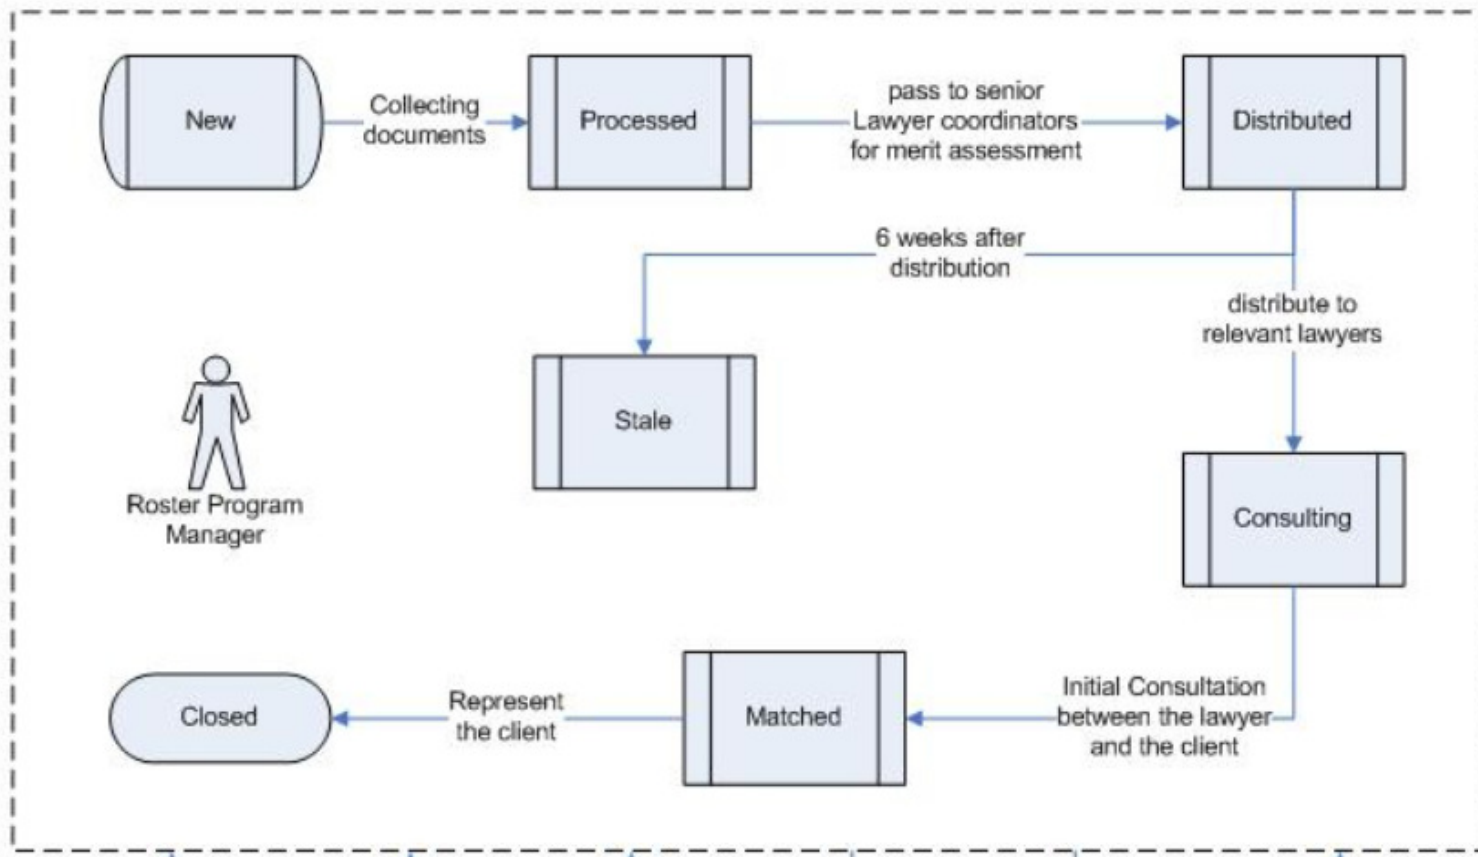 New
Collecting
documents
Processed
pass to senior
Lawyer coordinators
for merit assessment
Distributed
6 weeks after
distribution
distribute to
relevant lawyers
Stale
Roster Program
Manager
Consulting
Initial Consultation
between the lawyer
and the client
Matched
Represent
the client
Closed